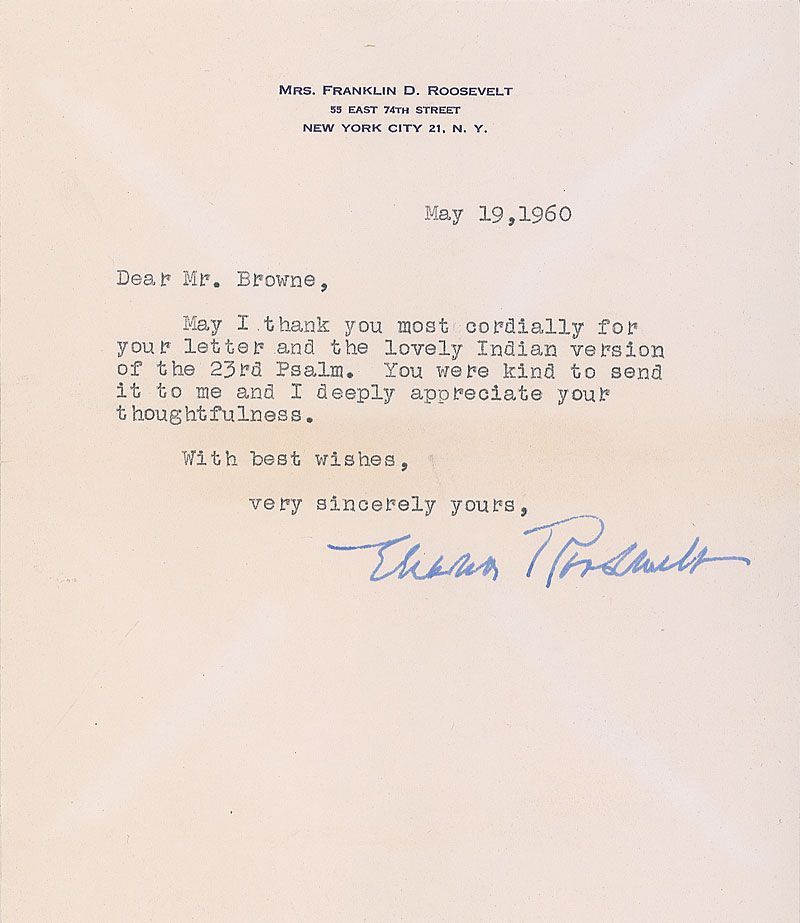 Mrs. Franklin D. Roosevelt
55 East 74th Street
New York City 21, N. Y.
May 19,1960
Dear Mr. Browne,
May I thank you most cordially for
your letter and the lovely Indian version
of the 23rd Psalm. You were kind to send
it to me and I deeply appreciate your
thoughtfulness.
With best wishes,
very sincerely yours,
Eleanor Roosevelt